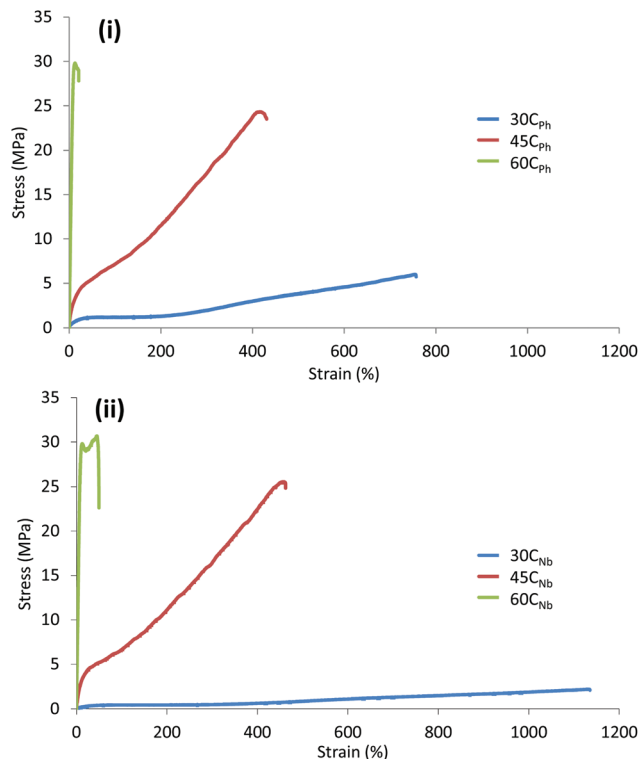 (i)
35
30
25
20
15
10
5
0
Stress (MPa)
30C_Ph
45C_Ph
60C_Ph
0 200 400 600 800 1000 1200
Strain (%)
(ii)
35
30
25
20
15
10
5
0
Stress (MPa)
30C_Nb
45C_Nb
60C_Nb
0 200 400 600 800 1000 1200
Strain (%)